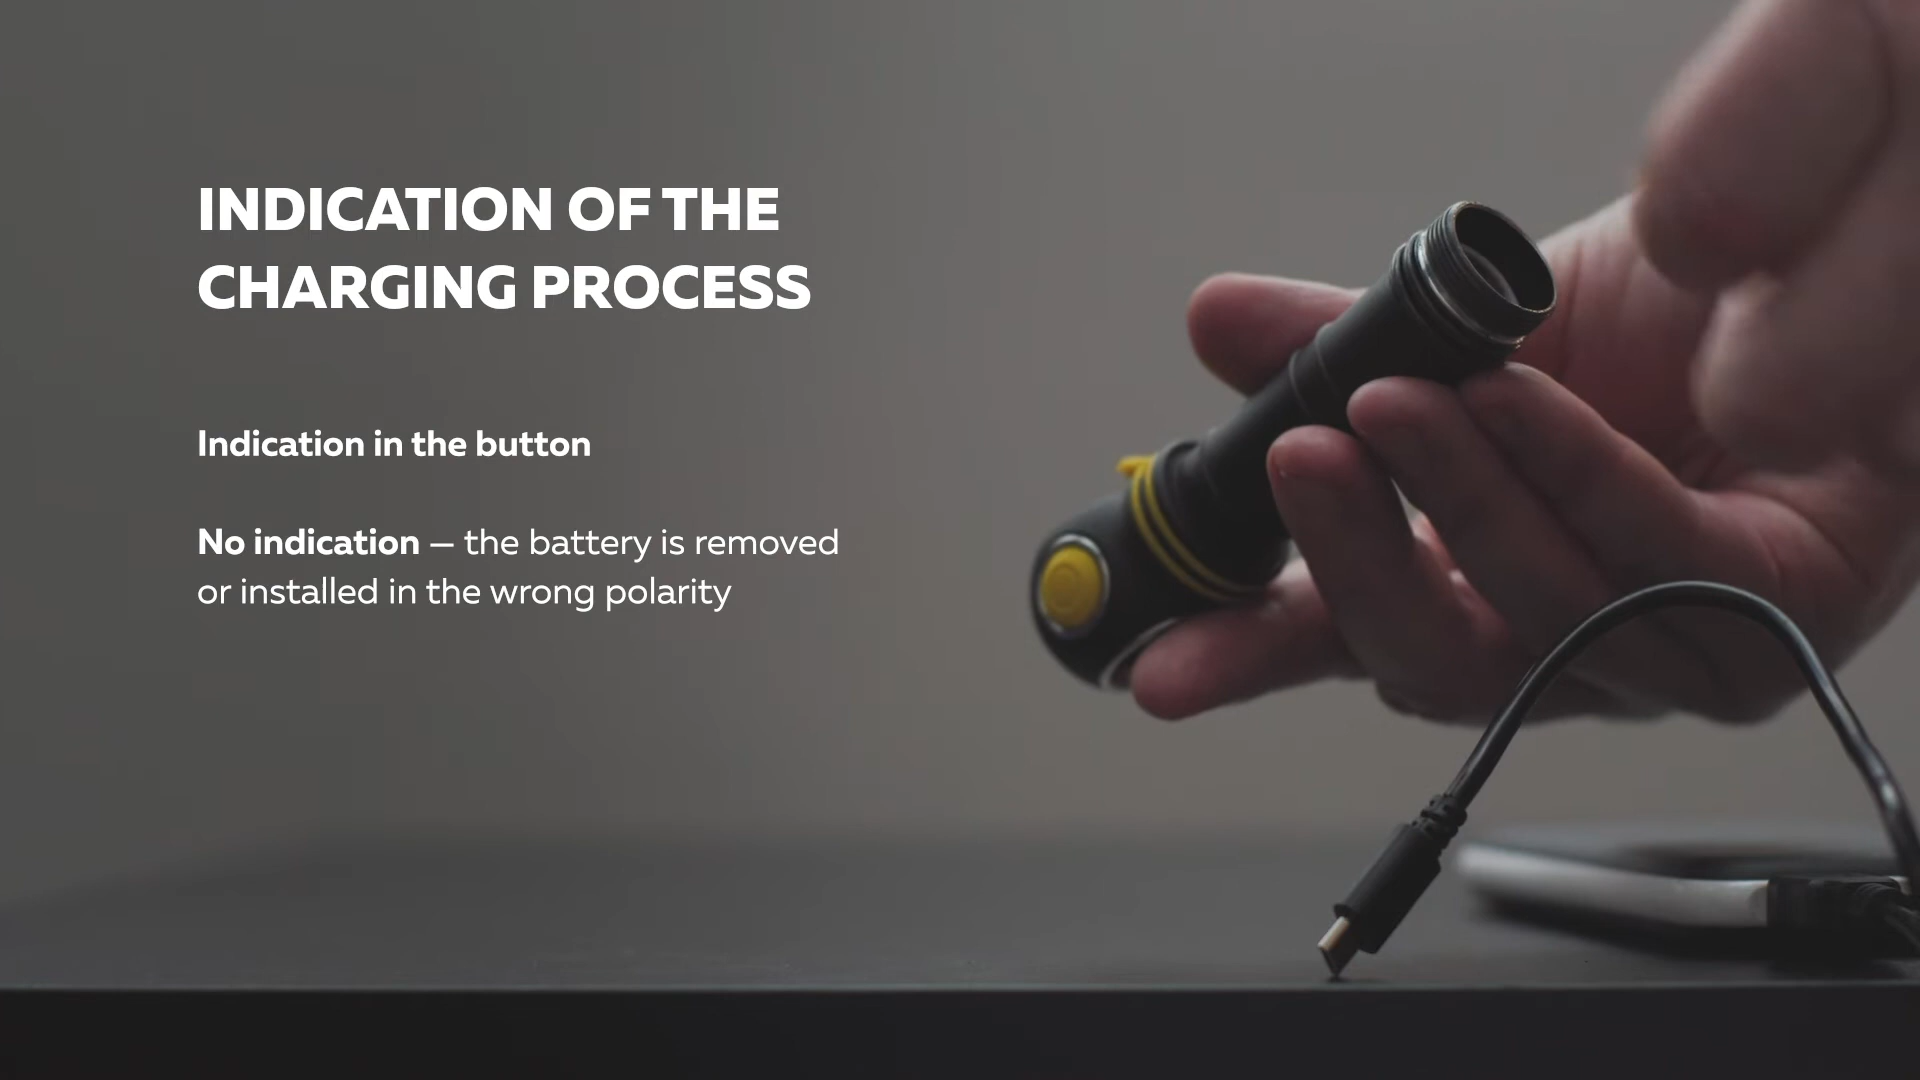 INDICATION OF THE
CHARGING PROCESS
Indication in the button
No indication – the battery is removed
or installed in the wrong polarity